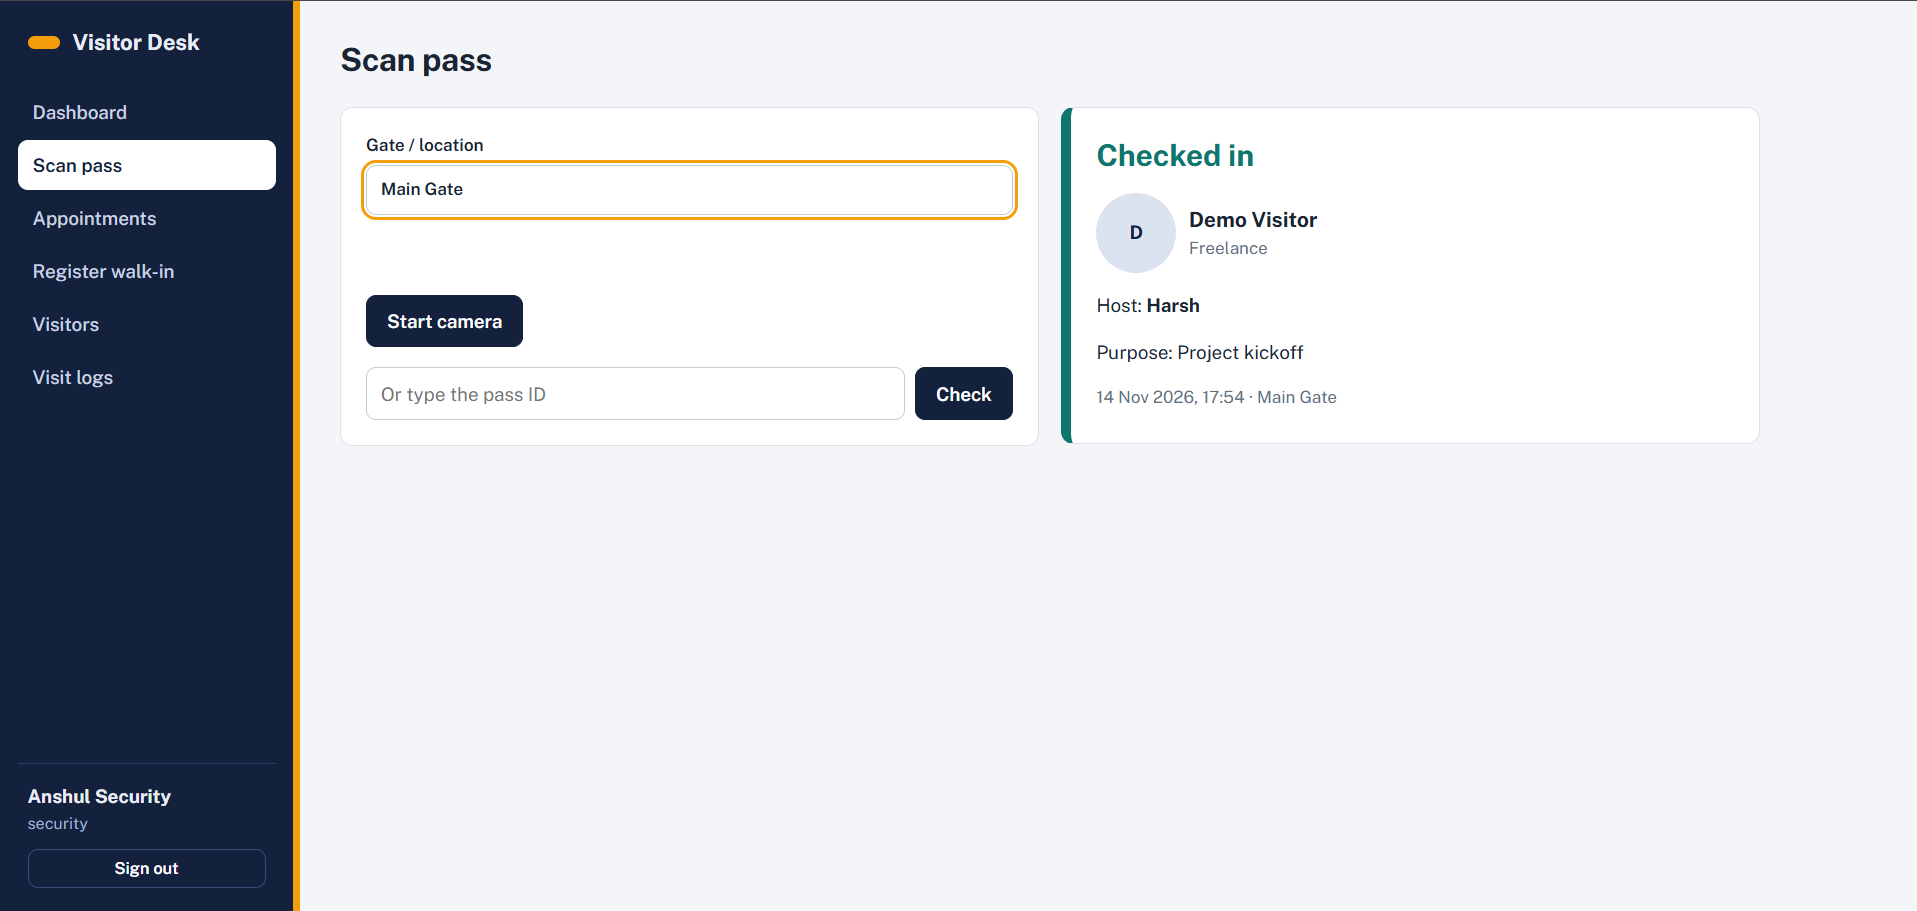 Visitor Desk
Dashboard
Scan pass
Appointments
Register walk-in
Visitors
Visit logs
Anshul Security
security
Sign out
Scan pass
Gate / location
Main Gate
Start camera
Or type the pass ID
Check
Checked in
D
Demo Visitor
Freelance
Host: Harsh
Purpose: Project kickoff
14 Nov 2026, 17:54 · Main Gate